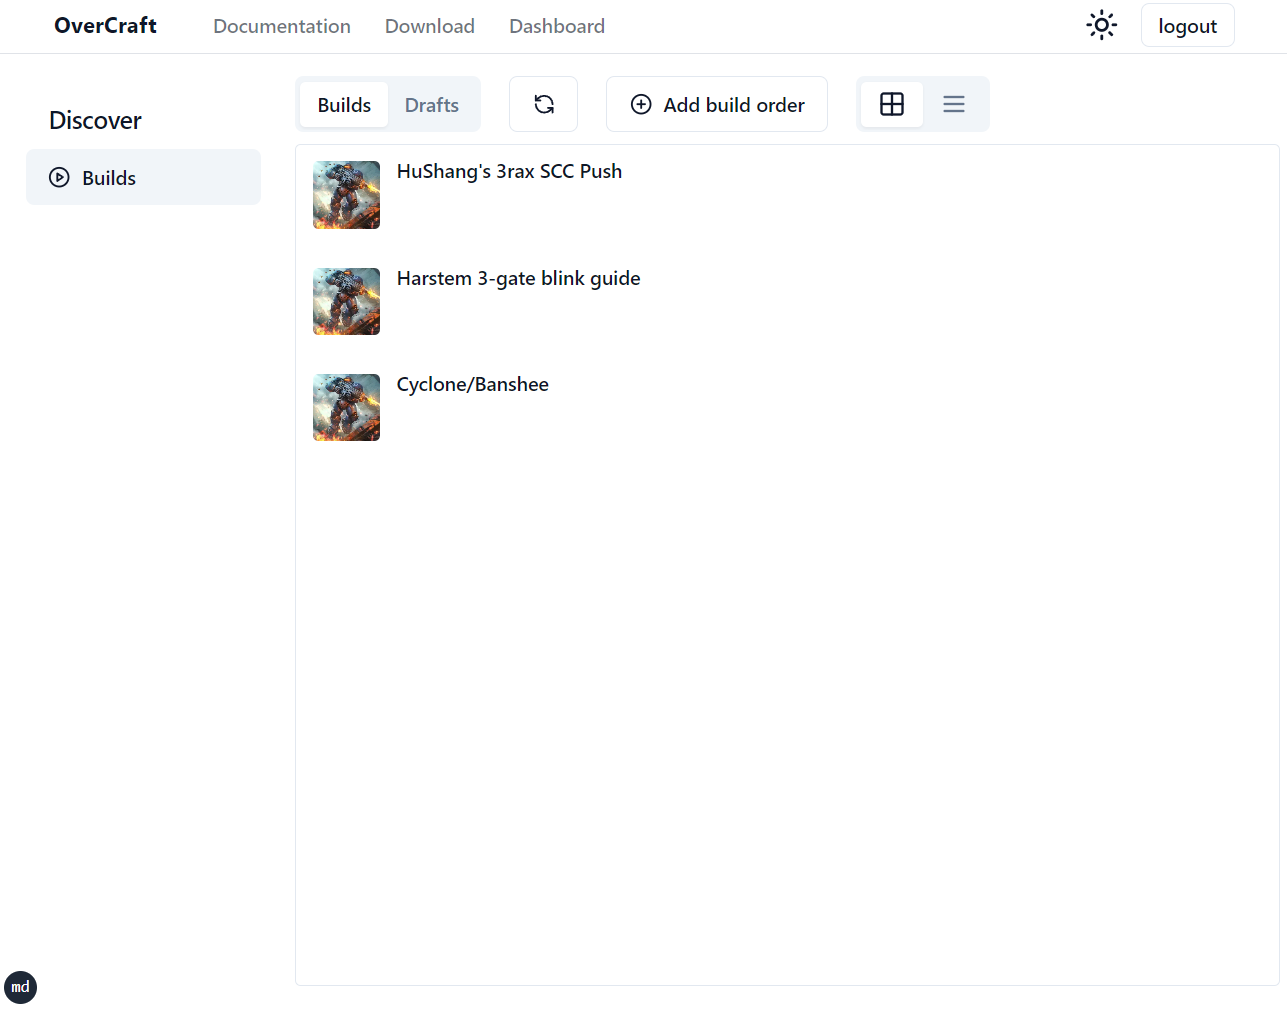 OverCraft Documentation Download Dashboard logout
Discover
Builds
Builds Drafts Add build order
HuShang's 3rax SCC Push
Harstem 3-gate blink guide
Cyclone/Banshee
md